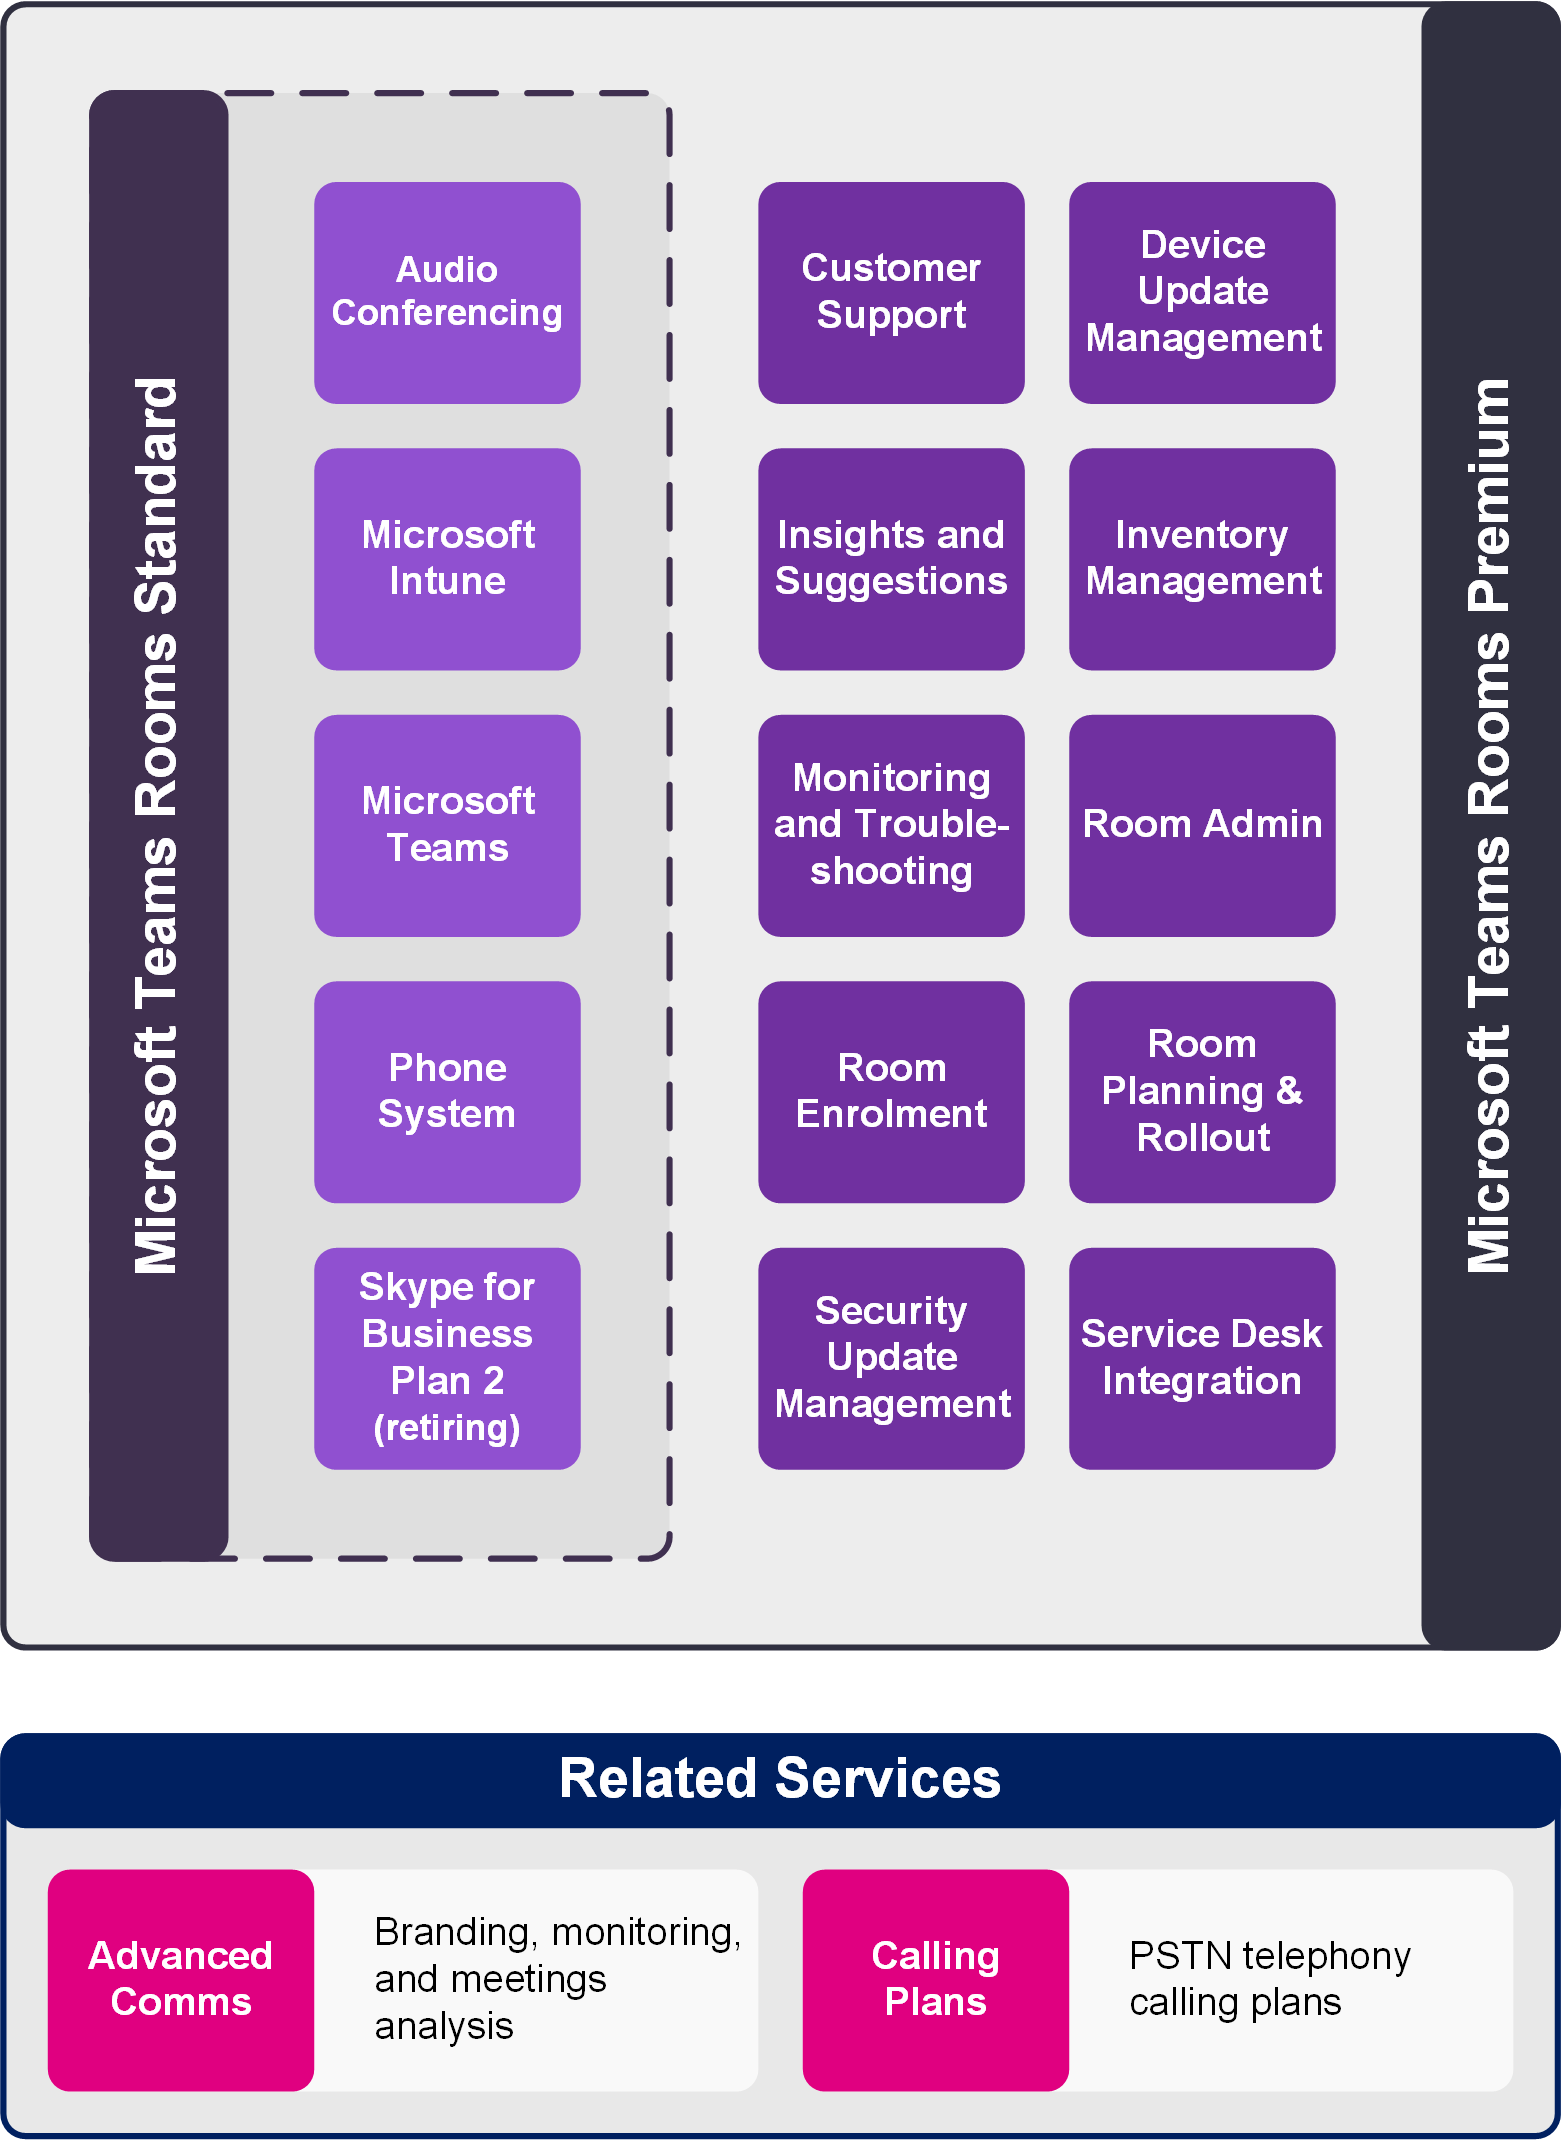 Microsoft Teams Rooms Standard
Audio
Conferencing
Microsoft
Intune
Microsoft
Teams
Phone
System
Skype for
Business
Plan 2
(retiring)
Customer
Support
Device
Update
Management
Insights and
Suggestions
Inventory
Management
Monitoring
and Trouble-
shooting
Room Admin
Room
Enrolment
Room
Planning &
Rollout
Security
Update
Management
Service Desk
Integration
Microsoft Teams Rooms Premium
Related Services
Advanced
Comms
Branding, monitoring,
and meetings
analysis
Calling
Plans
PSTN telephony
calling plans